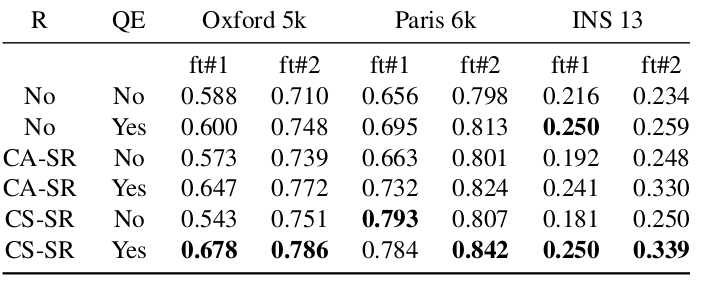 R QE Oxford 5k Paris 6k INS 13
ft#1 ft#2 ft#1 ft#2 ft#1 ft#2
No No 0.588 0.710 0.656 0.798 0.216 0.234
No Yes 0.600 0.748 0.695 0.813 0.250 0.259
CA-SR No 0.573 0.739 0.663 0.801 0.192 0.248
CA-SR Yes 0.647 0.772 0.732 0.824 0.241 0.330
CS-SR No 0.543 0.751 0.793 0.807 0.181 0.250
CS-SR Yes 0.678 0.786 0.784 0.842 0.250 0.339